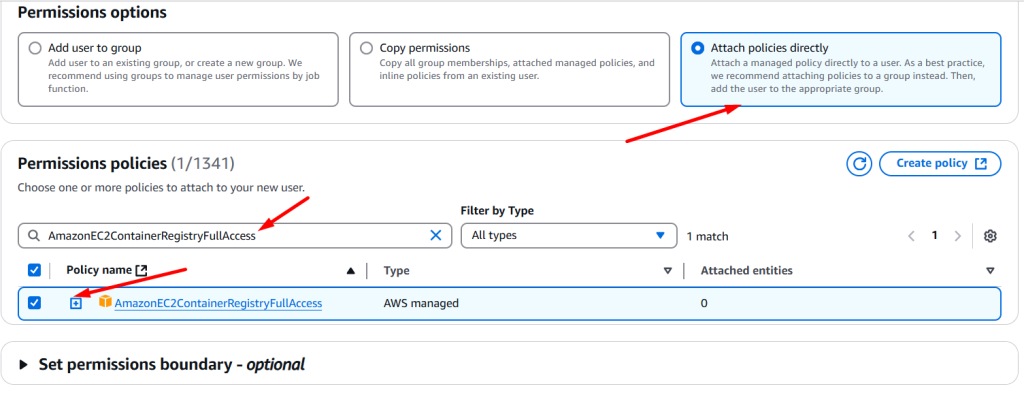 Permissions options
Add user to group
Add user to an existing group, or create a new group. We
recommend using groups to manage user permissions by job
function.
Copy permissions
Copy all group memberships, attached managed policies, and
inline policies from an existing user.
Attach policies directly
Attach a managed policy directly to a user. As a best practice,
we recommend attaching policies to a group instead. Then,
add the user to the appropriate group.
Permissions policies (1/1341)
Create policy
Choose one or more policies to attach to your new user.
Filter by Type
AmazonEC2ContainerRegistryFullAccess
All types
1 match
1
Policy name
Type
Attached entities
AmazonEC2ContainerRegistryFullAccess
AWS managed
0
Set permissions boundary - optional